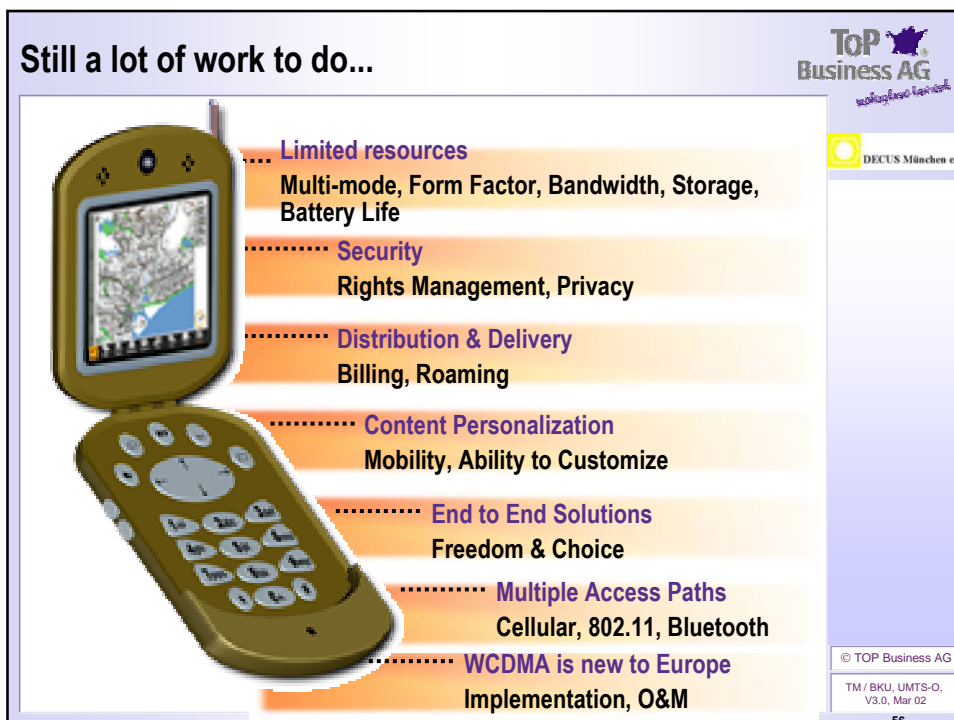 Still a lot of work to do...
ToP
Business AG
DECUS München e
Limited resources
Multi-mode, Form Factor, Bandwidth, Storage,
Battery Life
Security
Rights Management, Privacy
Distribution & Delivery
Billing, Roaming
Content Personalization
Mobility, Ability to Customize
End to End Solutions
Freedom & Choice
Multiple Access Paths
Cellular, 802.11, Bluetooth
WCDMA is new to Europe
Implementation, O&M
© TOP Business AG
TM / BKU, UMTS-O,
V3.0, Mar 02
56